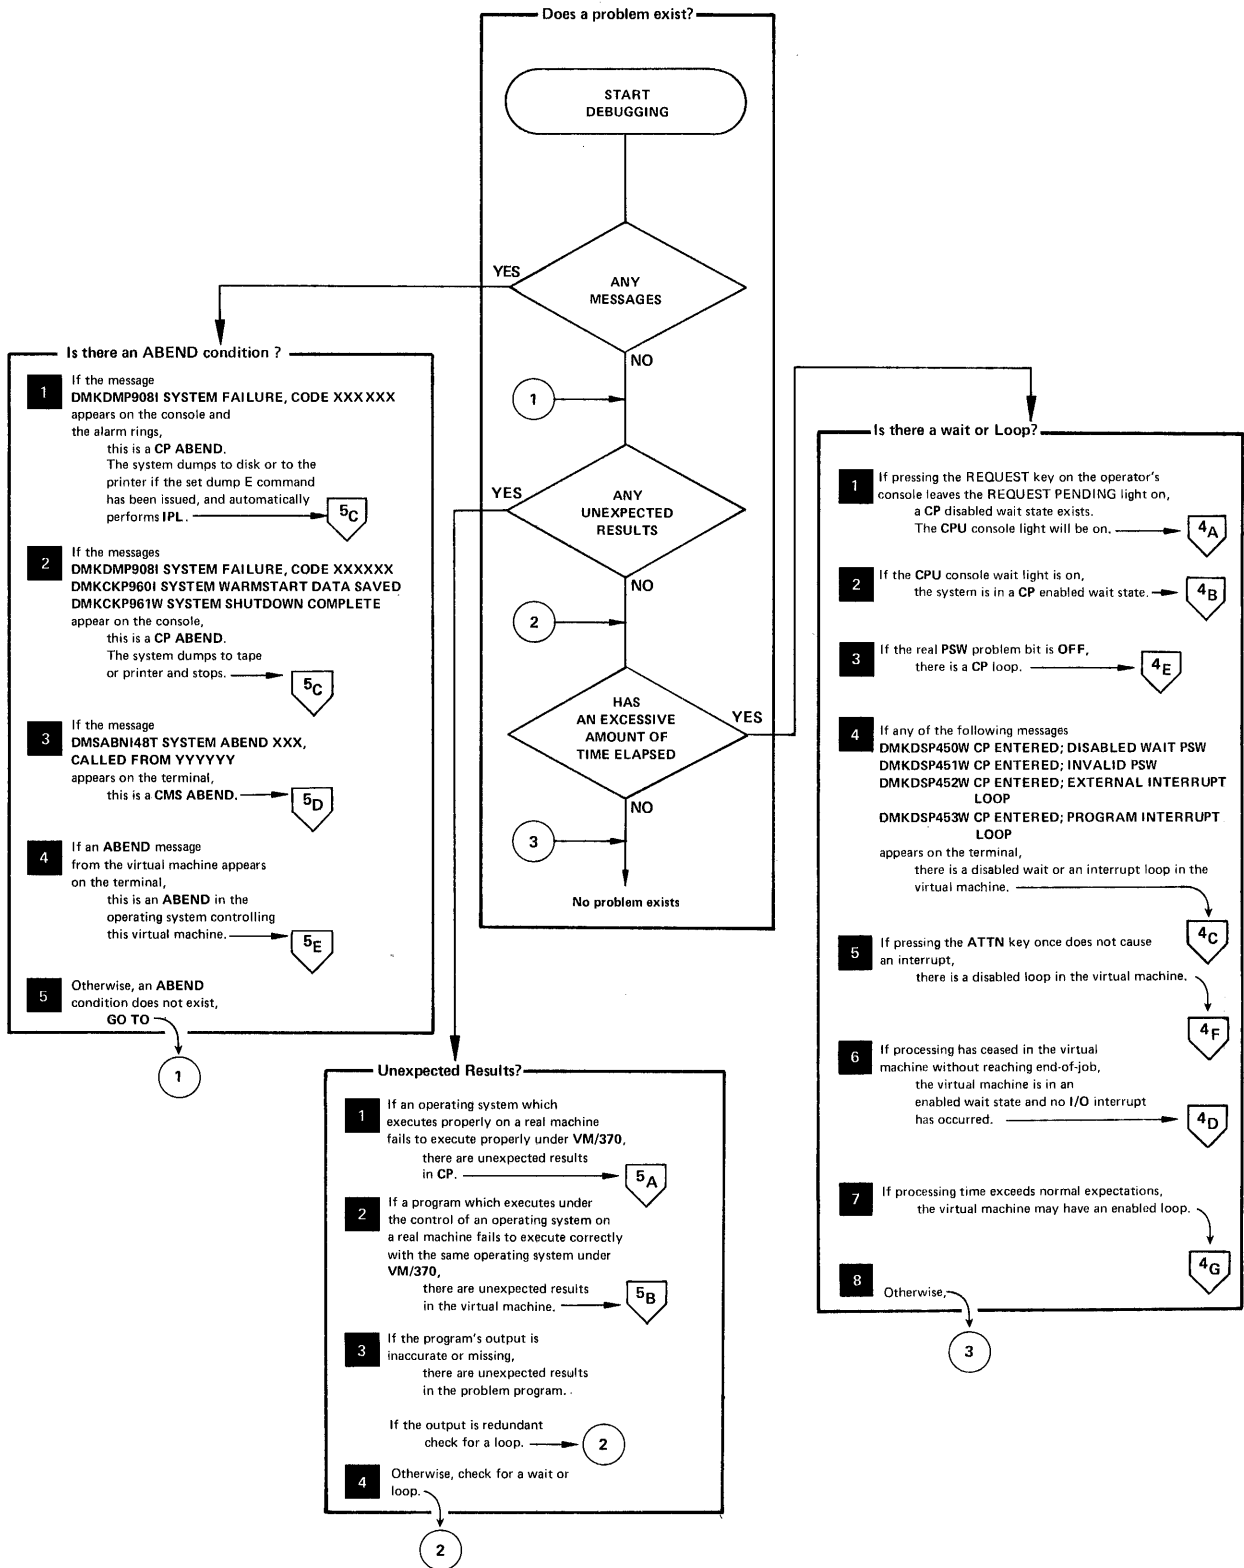 Does a problem exist?
START
DEBUGGING
ANY
MESSAGES
YES
NO
1
ANY
UNEXPECTED
RESULTS
YES
NO
2
HAS
AN EXCESSIVE
AMOUNT OF
TIME ELAPSED
YES
NO
3
No problem exists
Is there an ABEND condition ?
1
If the message
DMKDMP908I SYSTEM FAILURE, CODE XXXXXX
appears on the console and
the alarm rings,
this is a CP ABEND.
The system dumps to disk or to the
printer if the set dump E command
has been issued, and automatically
performs IPL.
5C
2
If the messages
DMKDMP908I SYSTEM FAILURE, CODE XXXXXX
DMKCKP960I SYSTEM WARMSTART DATA SAVED
DMKCKP961W SYSTEM SHUTDOWN COMPLETE
appear on the console,
this is a CP ABEND.
The system dumps to tape
or printer and stops.
5C
3
If the message
DMSABNI48T SYSTEM ABEND XXX,
CALLED FROM YYYYYY
appears on the terminal,
this is a CMS ABEND.
5D
4
If an ABEND message
from the virtual machine appears
on the terminal,
this is an ABEND in the
operating system controlling
this virtual machine.
5E
5
Otherwise, an ABEND
condition does not exist,
GO TO
1
Unexpected Results?
1
If an operating system which
executes properly on a real machine
fails to execute properly under VM/370,
there are unexpected results
in CP.
5A
2
If a program which executes under
the control of an operating system on
a real machine fails to execute correctly
with the same operating system under
VM/370,
there are unexpected results
in the virtual machine.
5B
3
If the program's output is
inaccurate or missing,
there are unexpected results
in the problem program.
If the output is redundant
check for a loop.
2
4
Otherwise, check for a wait or
loop.
2
Is there a wait or Loop?
1
If pressing the REQUEST key on the operator's
console leaves the REQUEST PENDING light on,
a CP disabled wait state exists.
The CPU console light will be on.
4A
2
If the CPU console wait light is on,
the system is in a CP enabled wait state.
4B
3
If the real PSW problem bit is OFF,
there is a CP loop.
4E
4
If any of the following messages
DMKDSP450W CP ENTERED; DISABLED WAIT PSW
DMKDSP451W CP ENTERED; INVALID PSW
DMKDSP452W CP ENTERED; EXTERNAL INTERRUPT
LOOP
DMKDSP453W CP ENTERED; PROGRAM INTERRUPT
LOOP
appears on the terminal,
there is a disabled wait or an interrupt loop in the
virtual machine.
4C
5
If pressing the ATTN key once does not cause
an interrupt,
there is a disabled loop in the virtual machine.
4F
6
If processing has ceased in the virtual
machine without reaching end-of-job,
the virtual machine is in an
enabled wait state and no I/O interrupt
has occurred.
4D
7
If processing time exceeds normal expectations,
the virtual machine may have an enabled loop.
4G
8
Otherwise,
3